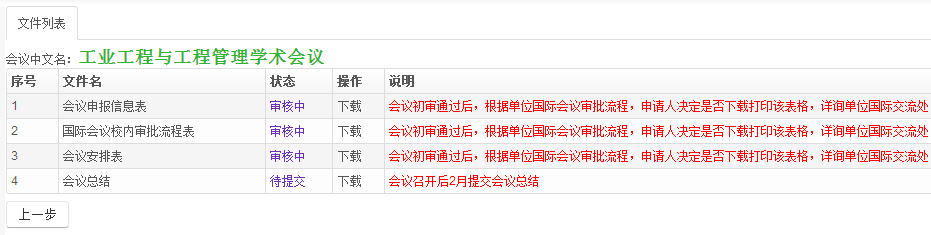 文件列表
会议中文名：工业工程与工程管理学术会议
序号 文件名 状态 操作 说明
1 会议申报信息表 审核中 下载 会议初审通过后，根据单位国际会议审批流程，申请人决定是否下载打印该表格，详询单位国际交流处
2 国际会议校内审批流程表 审核中 下载 会议初审通过后，根据单位国际会议审批流程，申请人决定是否下载打印该表格，详询单位国际交流处
3 会议安排表 审核中 下载 会议初审通过后，根据单位国际会议审批流程，申请人决定是否下载打印该表格，详询单位国际交流处
4 会议总结 待提交 下载 会议召开后2月提交会议总结
上一步